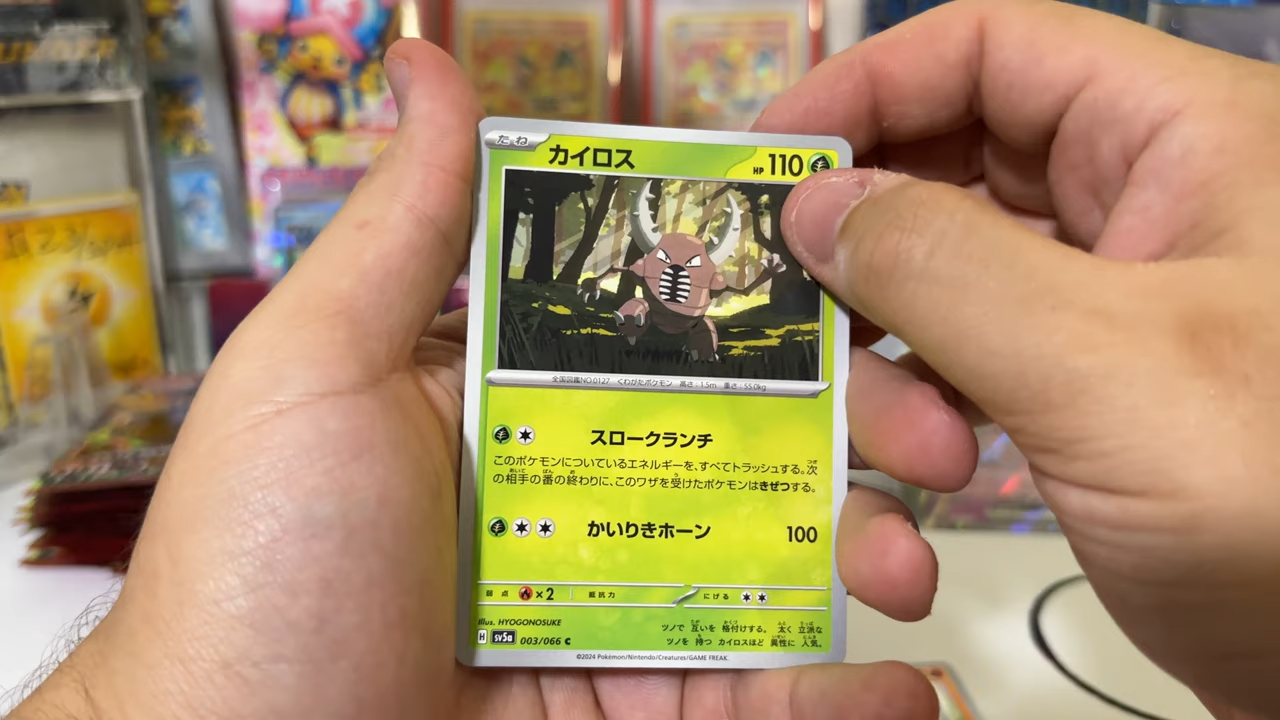 たね
カイロス
HP 110
全国図鑑NO.0127 くわがたポケモン 高さ:1.5m 重さ:55.0kg
スロークランチ
このポケモンについているエネルギーを、すべてトラッシュする。次
の相手の番の終わりに、このワザを受けたポケモンはきぜつする。
かいりきホーン 100
弱点 ×2 抵抗力 にげる
Illus. HYOGONOSUKE
H sv5a 003/066 C
ツノで 互いを 格付けする。 太く 立派な
ツノを 持つ カイロスほど 異性に 人気。
©2024 Pokémon/Nintendo/Creatures/GAME FREAK.